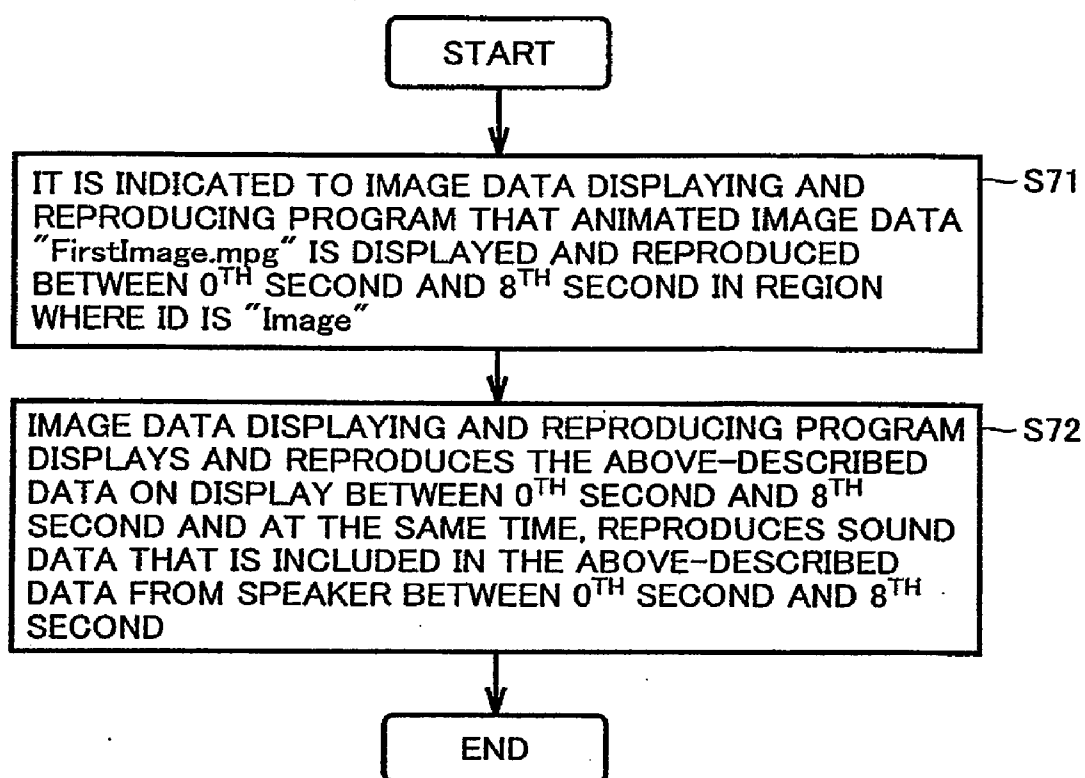 START
IT IS INDICATED TO IMAGE DATA DISPLAYING AND
REPRODUCING PROGRAM THAT ANIMATED IMAGE DATA
"FirstImage.mpg" IS DISPLAYED AND REPRODUCED
BETWEEN 0TH SECOND AND 8TH SECOND IN REGION
WHERE ID IS "Image"
S71
IMAGE DATA DISPLAYING AND REPRODUCING PROGRAM
DISPLAYS AND REPRODUCES THE ABOVE-DESCRIBED
DATA ON DISPLAY BETWEEN 0TH SECOND AND 8TH
SECOND AND AT THE SAME TIME, REPRODUCES SOUND
DATA THAT IS INCLUDED IN THE ABOVE-DESCRIBED
DATA FROM SPEAKER BETWEEN 0TH SECOND AND 8TH
SECOND
S72
END